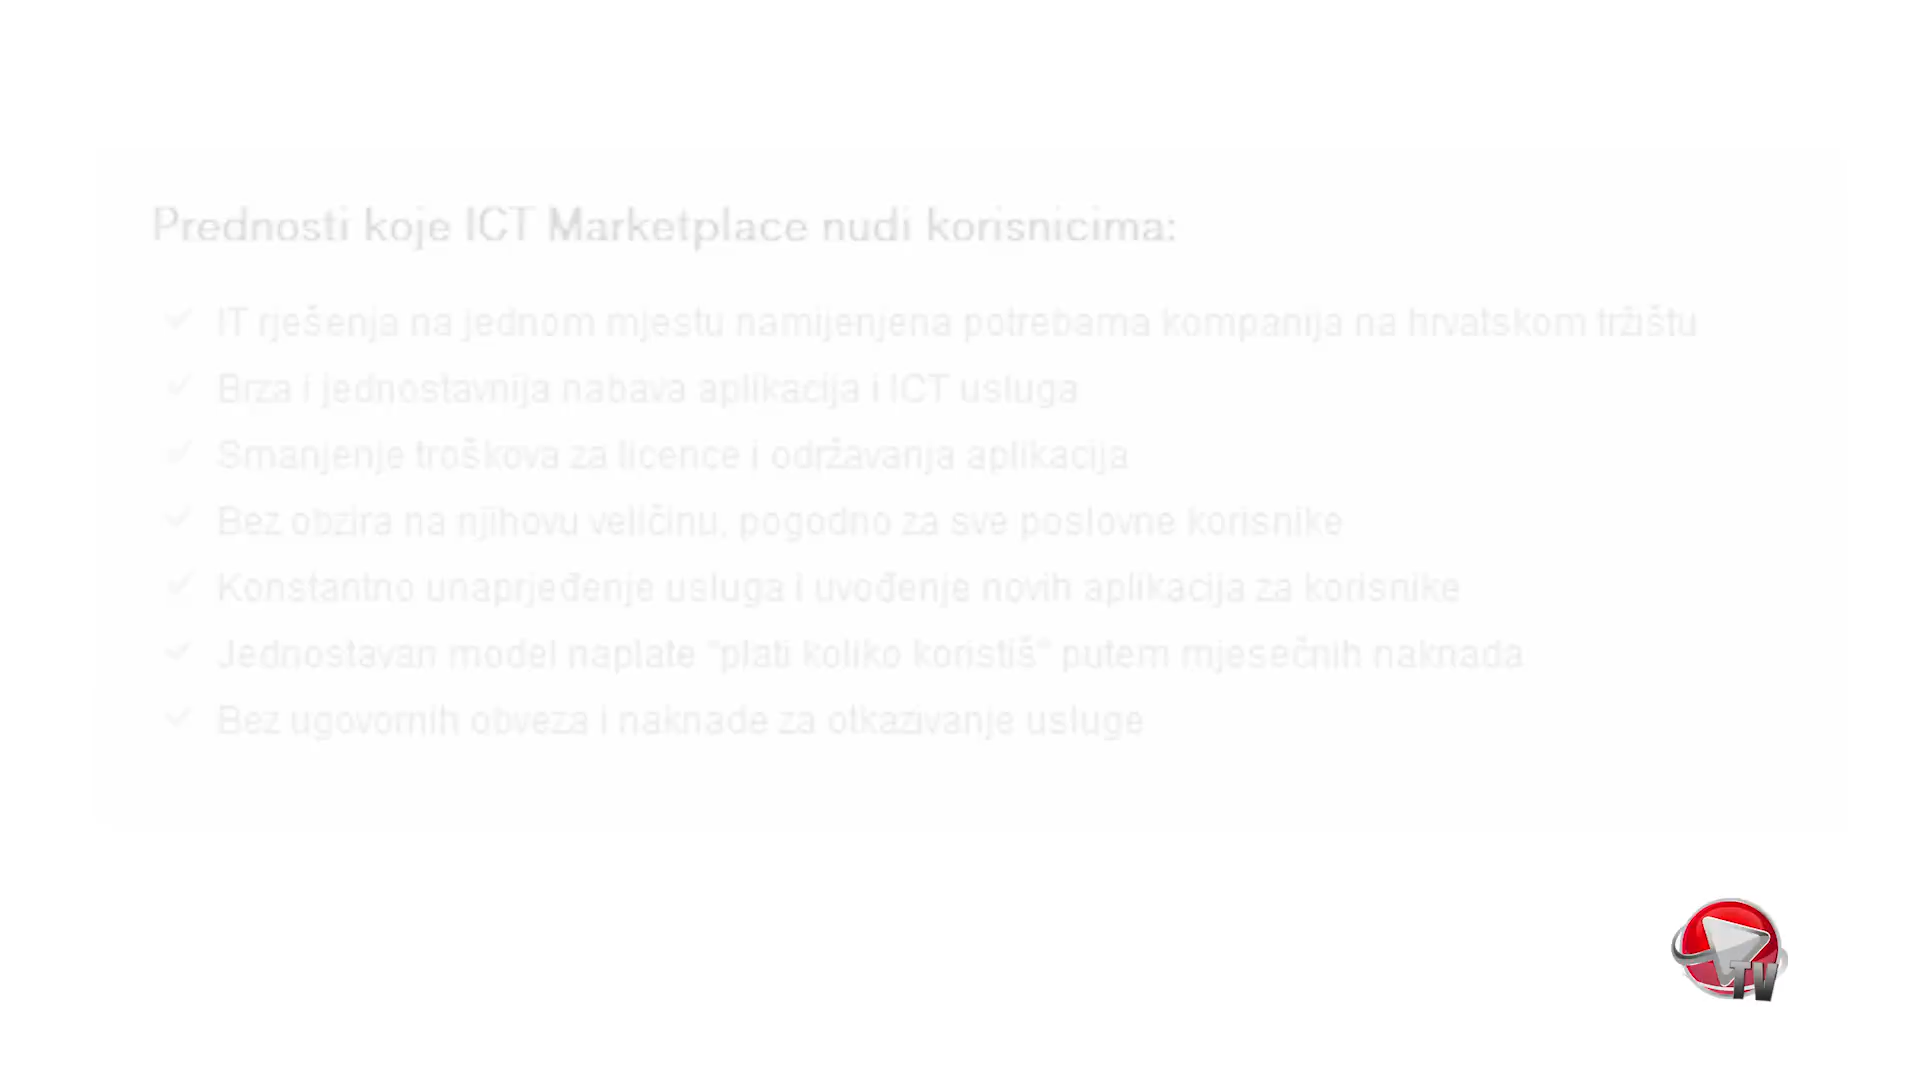 Prednosti koje ICT Marketplace nudi korisnicima:
IT rješenja na jednom mjestu namijenjena potrebama kompanija na hrvatskom tržištu
Brza i jednostavnija nabava aplikacija i ICT usluga
Smanjenje troškova za licence i održavanja aplikacija
Bez obzira na njihovu veličinu, pogodno za sve poslovne korisnike
Konstantno unaprjeđenje usluga i uvođenje novih aplikacija za korisnike
Jednostavan model naplate "plati koliko koristiš" putem mjesečnih naknada
Bez ugovornih obveza i naknade za otkazivanje usluge
TV